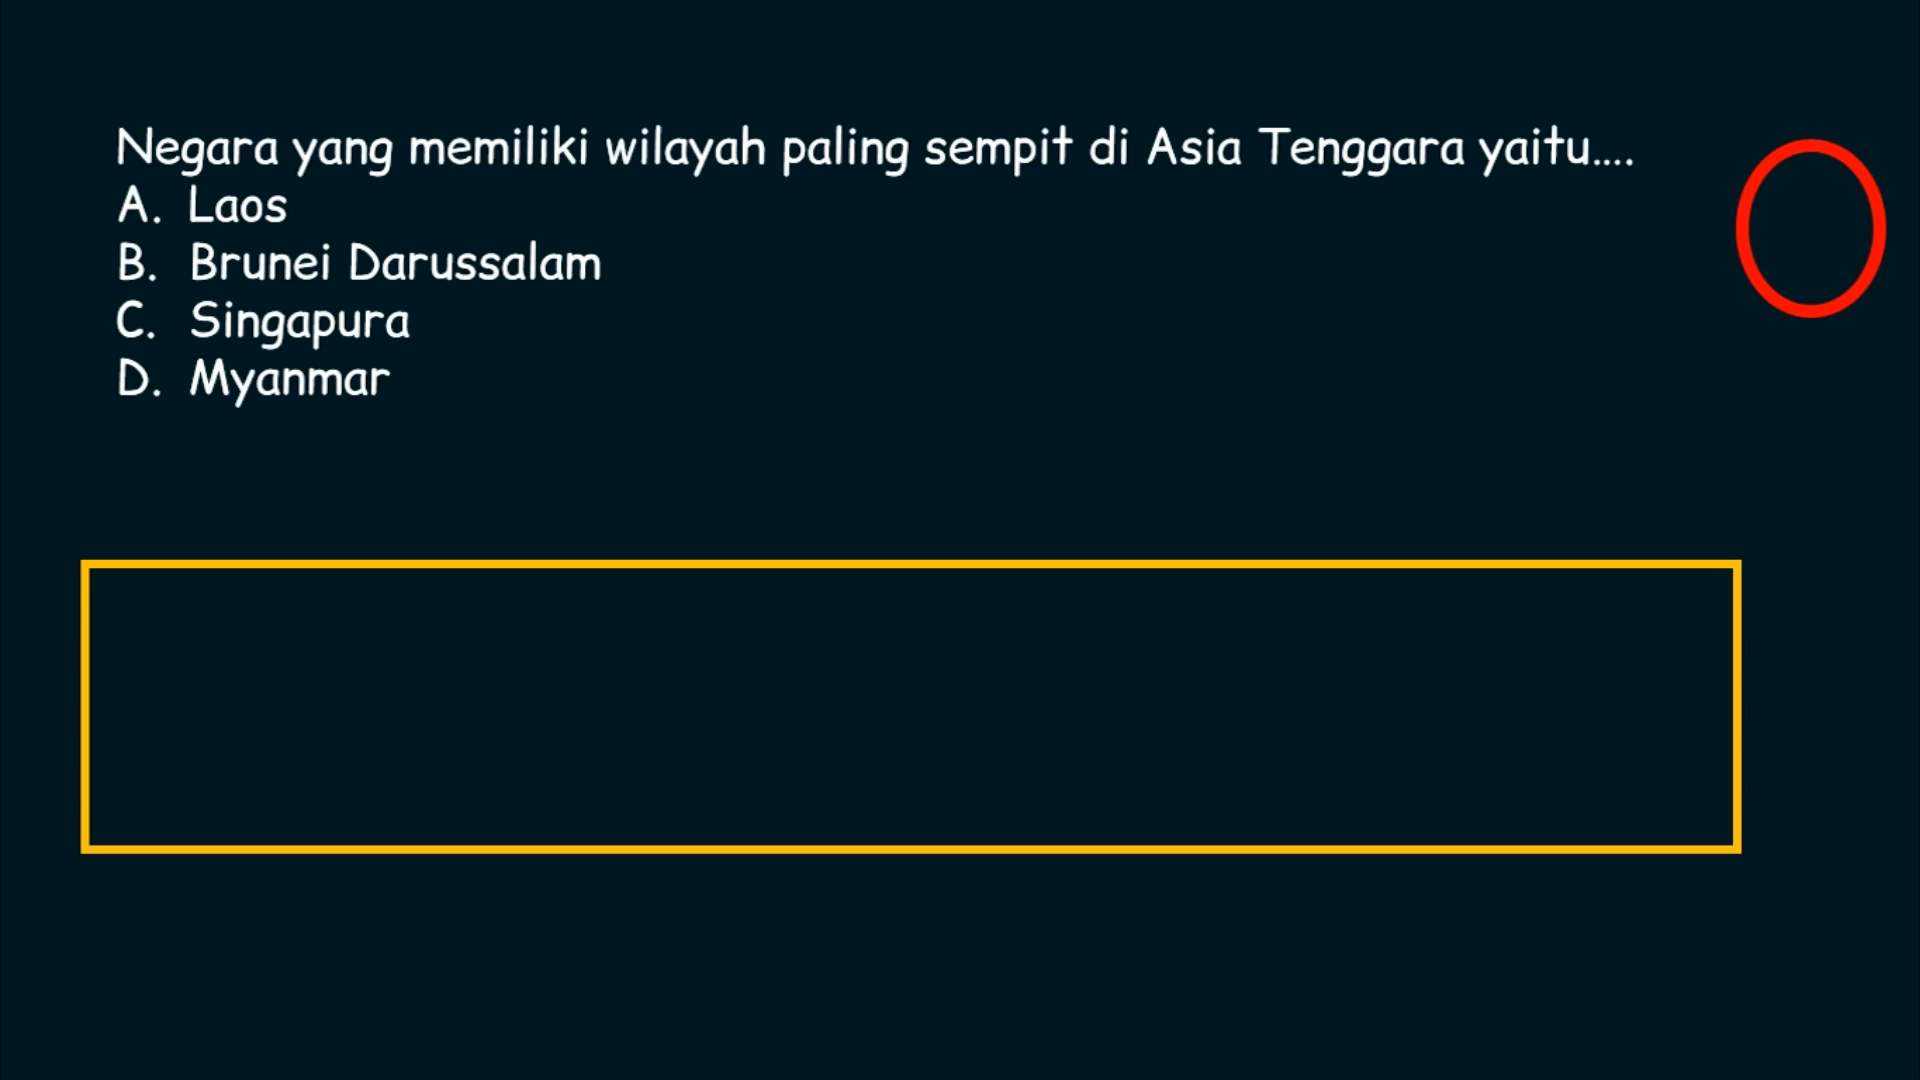 Negara yang memiliki wilayah paling sempit di Asia Tenggara yaitu....
A. Laos
B. Brunei Darussalam
C. Singapura
D. Myanmar